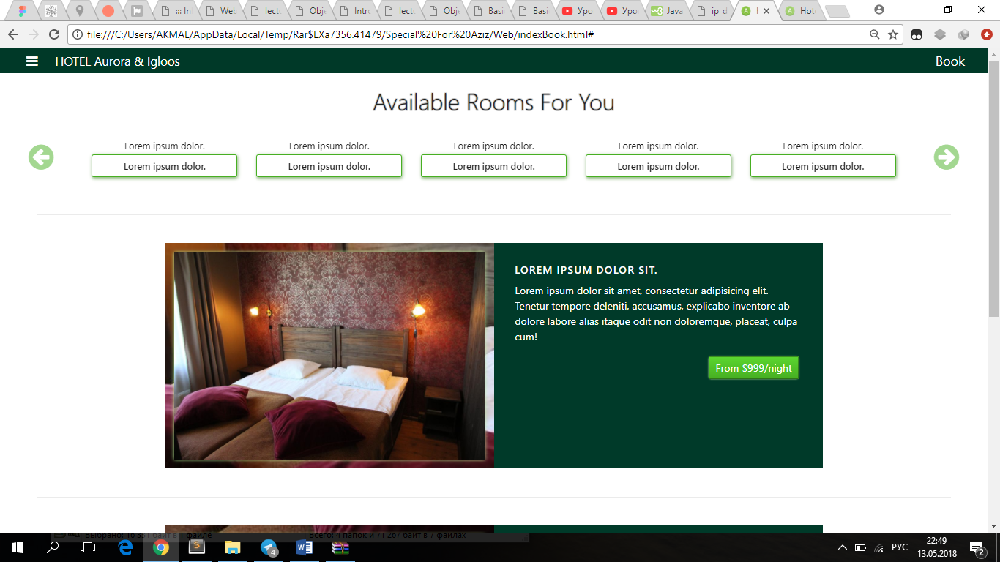 ::: In
Web
lectu
Obje
Intro
lectu
Obje
Basi
Basi
Уро
Уро
Java
ip_d
Hote
file:///C:/Users/AKMAL/AppData/Local/Temp/Rar$EXa7356.41479/Special%20For%20Aziz/Web/indexBook.html#
HOTEL Aurora & Igloos
Book
Available Rooms For You
Lorem ipsum dolor. Lorem ipsum dolor. Lorem ipsum dolor. Lorem ipsum dolor. Lorem ipsum dolor.
Lorem ipsum dolor. Lorem ipsum dolor. Lorem ipsum dolor. Lorem ipsum dolor. Lorem ipsum dolor.
LOREM IPSUM DOLOR SIT.
Lorem ipsum dolor sit amet, consectetur adipisicing elit.
Tenetur tempore deleniti, accusamus, explicabo inventore ab
dolore labore alias itaque odit non doloremque, placeat, culpa
cum!
From $999/night
Выбрано: 16 351 байт в 1 файле
Всего: 4 папок и 71 267 байт в 7 файлах
4
РУС
22:49
13.05.2018
2